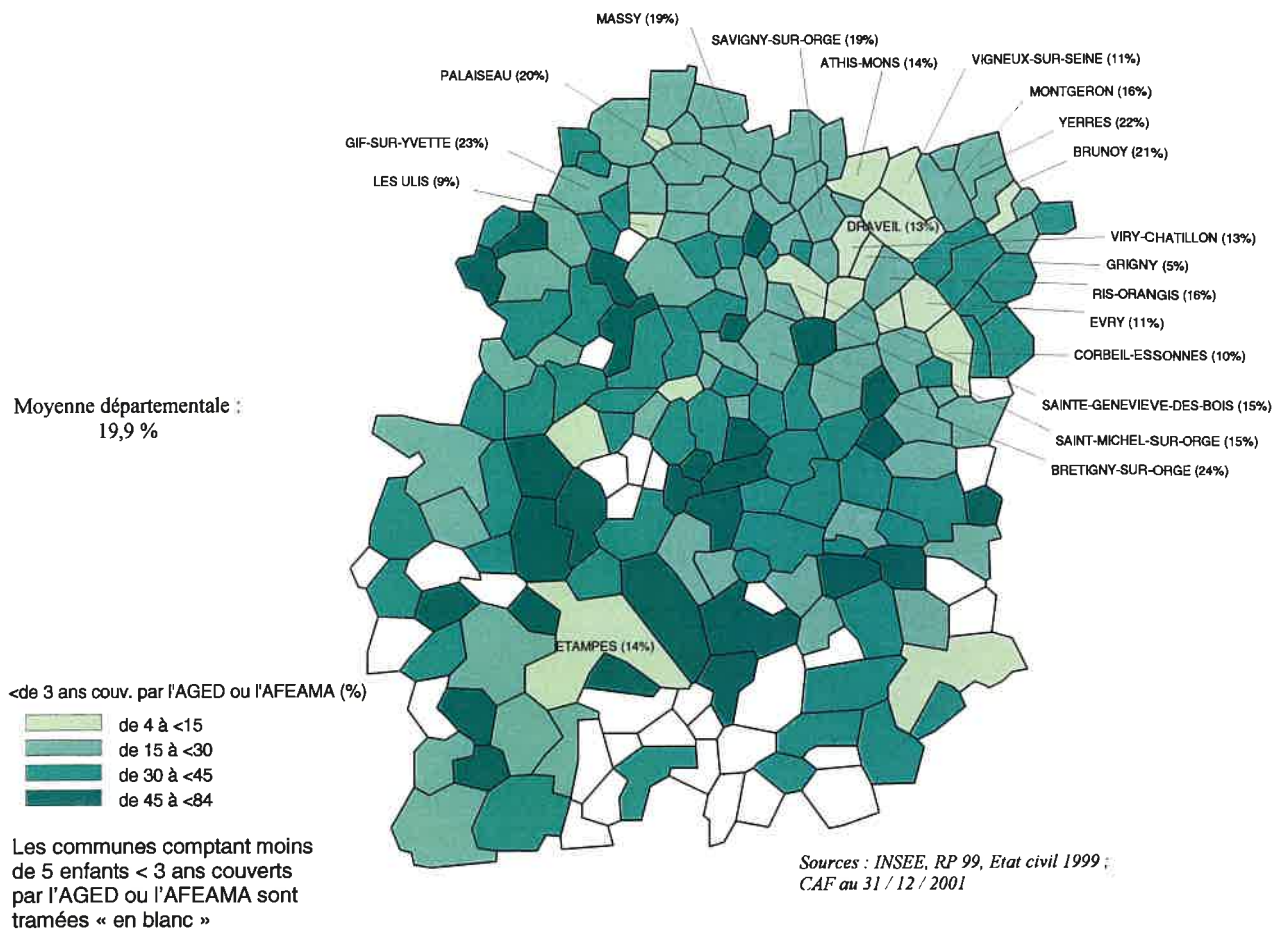 MASSY (19%)
SAVIGNY-SUR-ORGE (19%)
ATHIS-MONS (14%)
VIGNEUX-SUR-SEINE (11%)
PALAISEAU (20%)
MONTGERON (16%)
YERRES (22%)
GIF-SUR-YVETTE (23%)
BRUNOY (21%)
LES ULIS (9%)
DRAVEIL (13%)
VIRY-CHATILLON (13%)
GRIGNY (5%)
RIS-ORANGIS (16%)
EVRY (11%)
CORBEIL-ESSONNES (10%)
SAINTE-GENEVIEVE-DES-BOIS (15%)
SAINT-MICHEL-SUR-ORGE (15%)
BRETIGNY-SUR-ORGE (24%)
Moyenne départementale :
19,9 %
ETAMPES (14%)
<de 3 ans couv. par l'AGED ou l'AFEAMA (%)
de 4 à <15
de 15 à <30
de 30 à <45
de 45 à <84
Les communes comptant moins
de 5 enfants < 3 ans couverts
par l'AGED ou l'AFEAMA sont
tramées « en blanc »
Sources : INSEE, RP 99, Etat civil 1999 ;
CAF au 31 / 12 / 2001